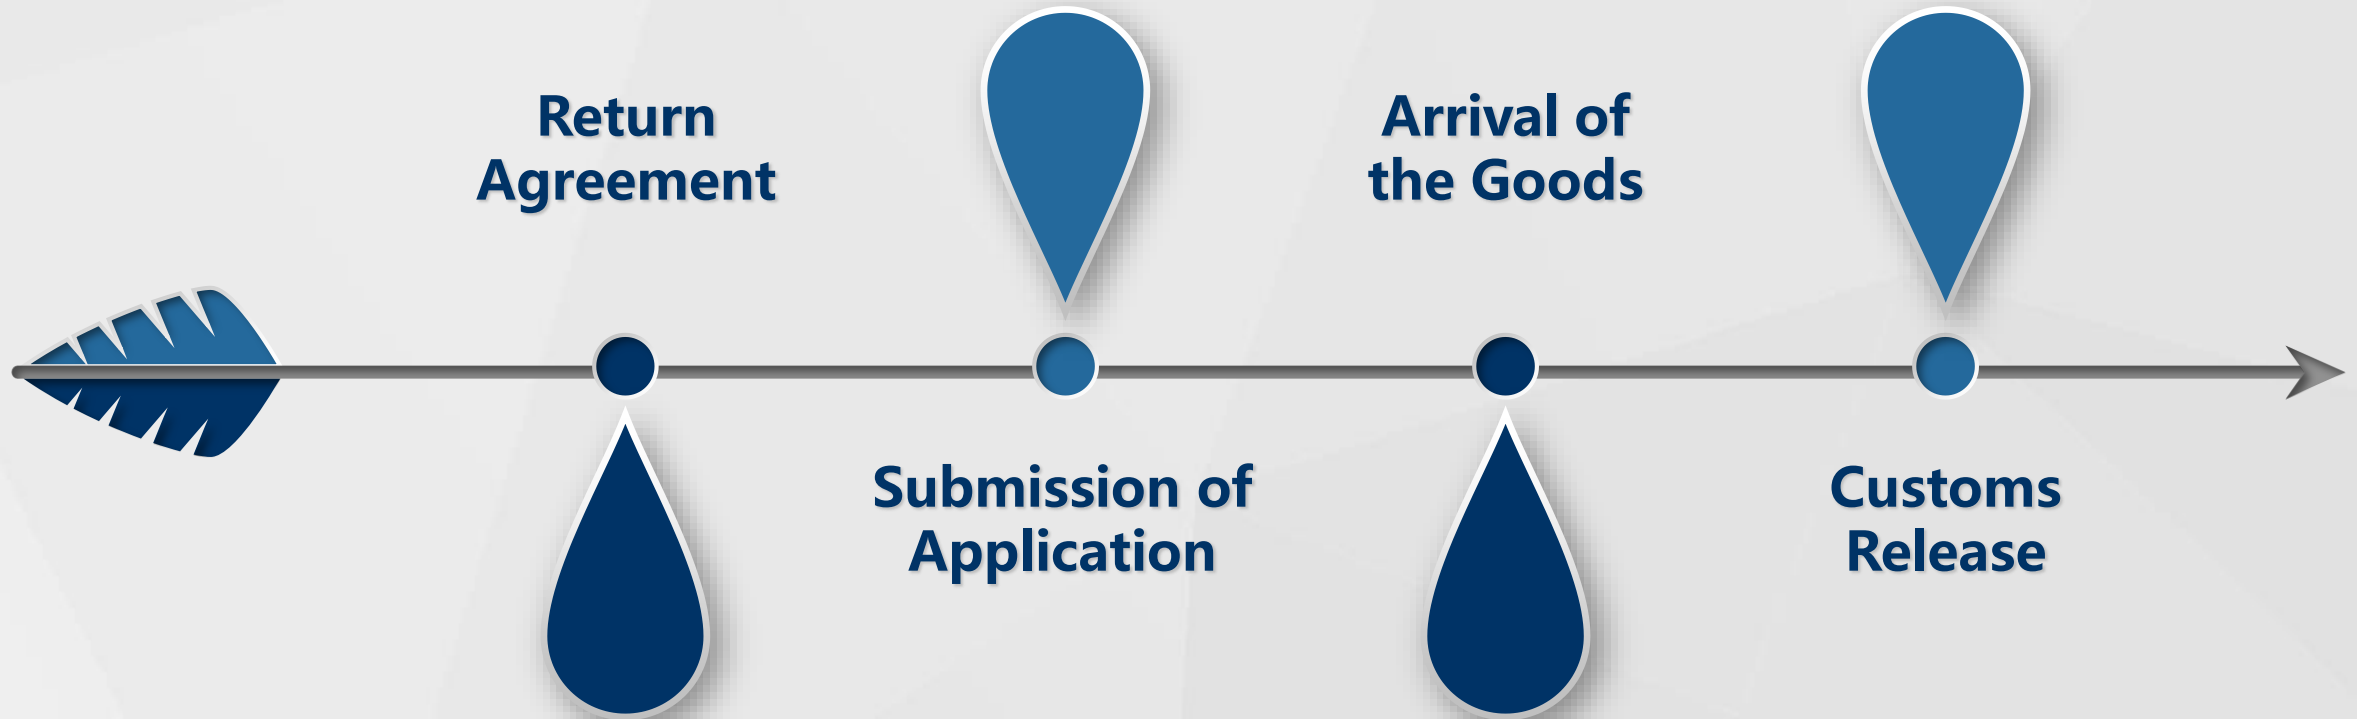 Return
Agreement
Submission of
Application
Arrival of
the Goods
Customs
Release